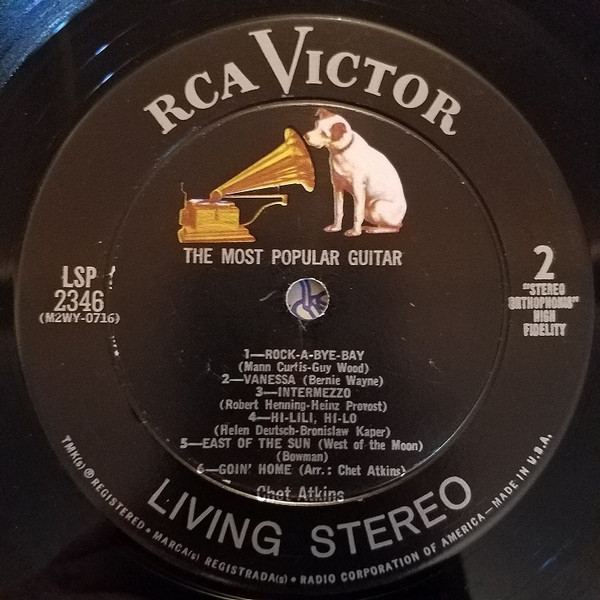 RCA VICTOR
THE MOST POPULAR GUITAR
LSP
2346
(M2WY-0716)
2
"STEREO
ORTHOPHONIC"
HIGH
FIDELITY
1—ROCK-A-BYE-BAY
(Mann Curtis-Guy Wood)
2—VANESSA (Bernie Wayne)
3—INTERMEZZO
(Robert Henning-Heinz Provost)
4—HI-LILI, HI-LO
(Helen Deutsch-Bronislaw Kaper)
5—EAST OF THE SUN (West of the Moon)
(Bowman)
6—GOIN' HOME (Arr.: Chet Atkins)
Chet Atkins
LIVING STEREO
TMK(s) ® REGISTERED • MARCA(s) REGISTRADA(s) • RADIO CORPORATION OF AMERICA—MADE IN U.S.A.